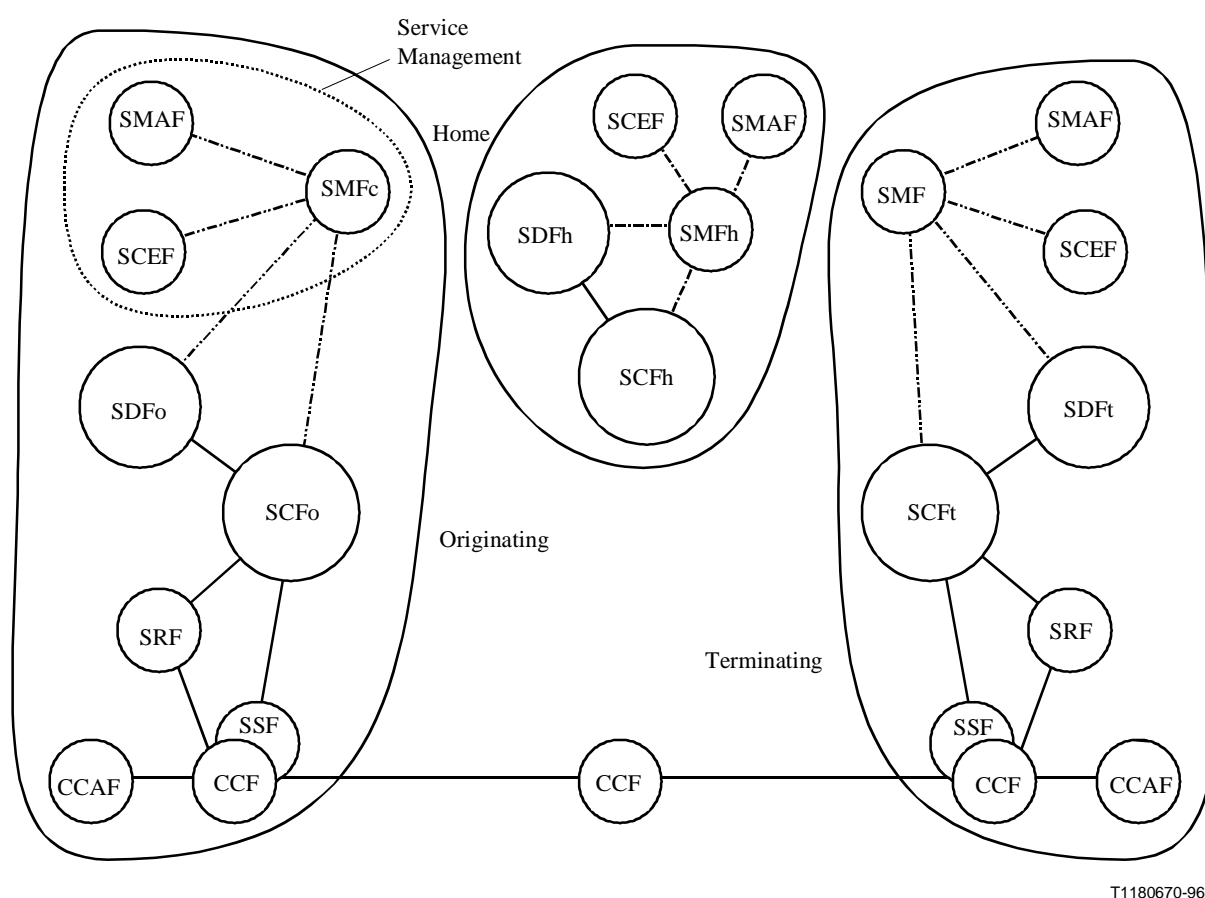 Service
Management
SMAF
SMFc
SCEF
Home
SCEF
SMAF
SDFh
SMFh
SCFh
SMAF
SMF
SCEF
SDFo
SCFo
Originating
SDFt
SCFt
SRF
Terminating
SRF
SSF
CCAF
CCF
CCF
SSF
CCF
CCAF
T1180670-96